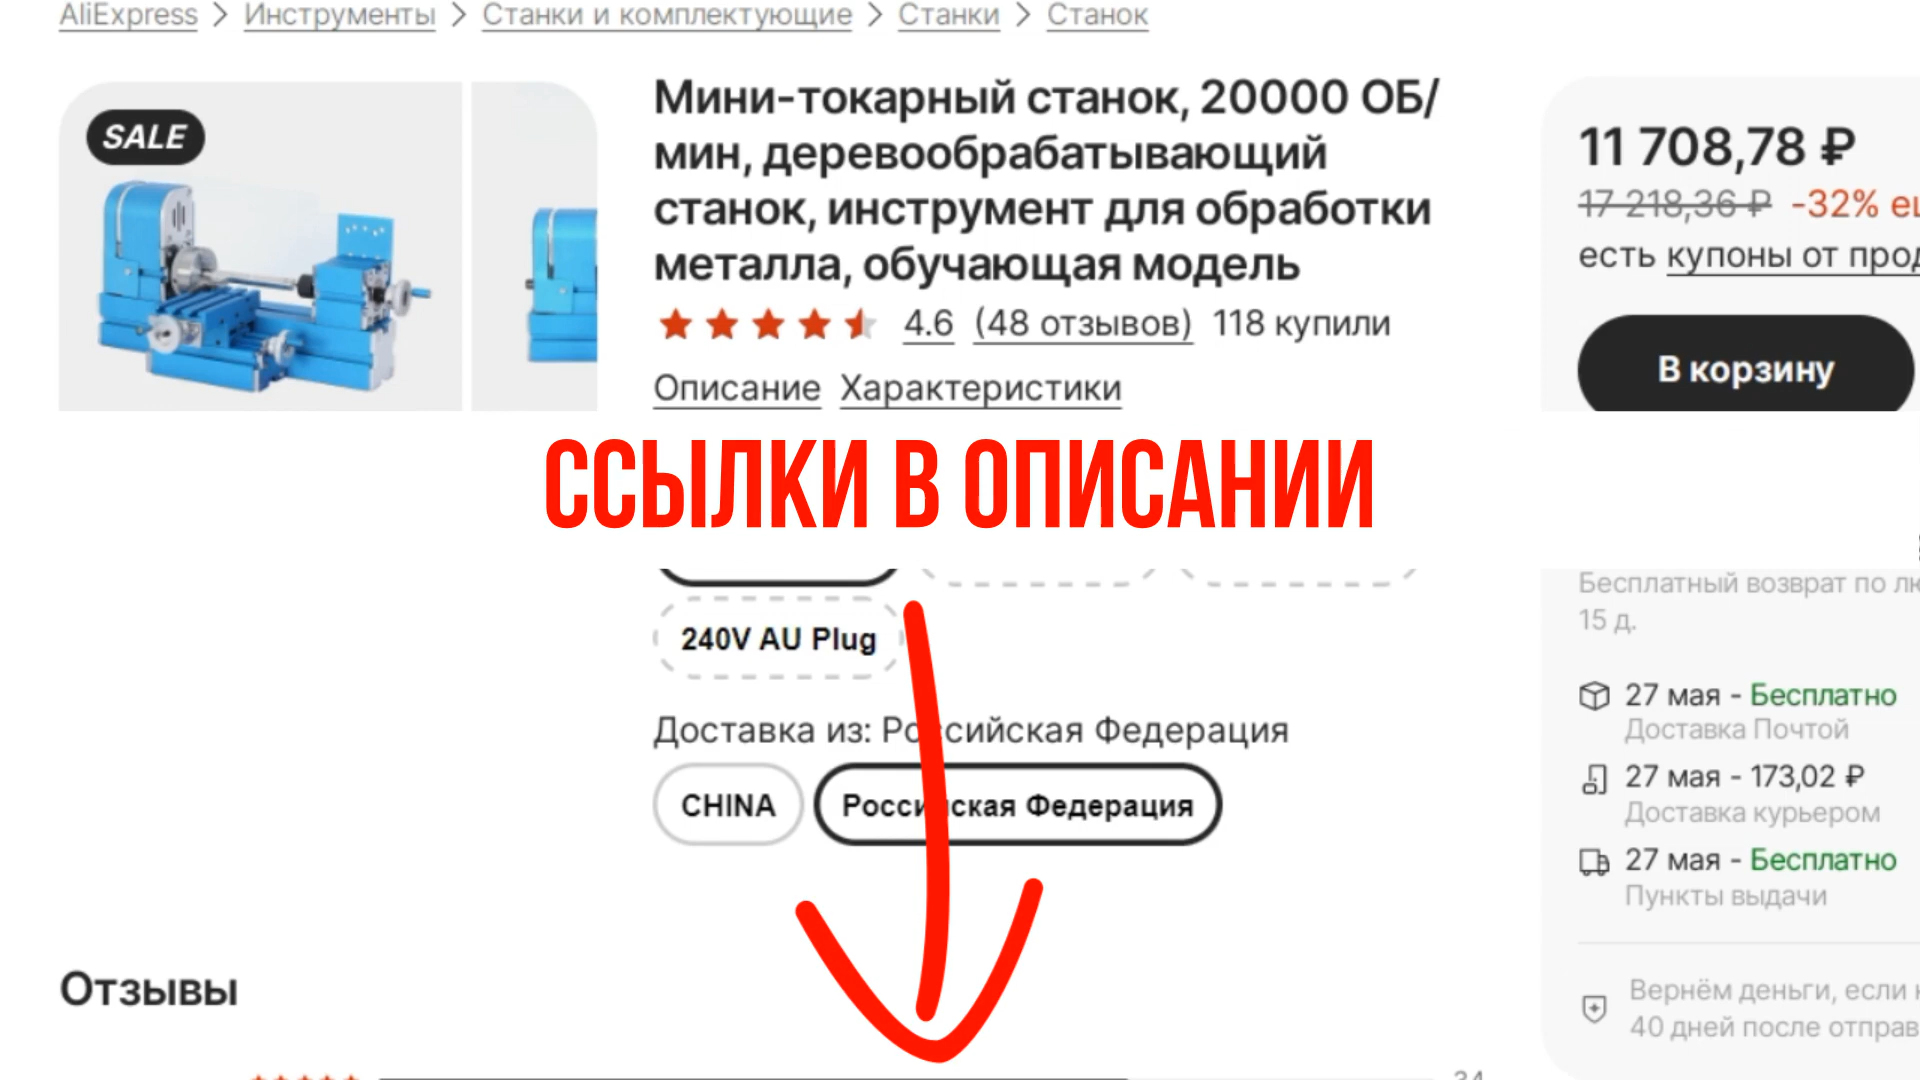 AliExpress > Инструменты > Станки и комплектующие > Станки > Станок
SALE
Мини-токарный станок, 20000 ОБ/
мин, деревообрабатывающий
станок, инструмент для обработки
металла, обучающая модель
4.6 (48 отзывов) 118 купили
Описание Характеристики
11 708,78 ₽
17 218,36 ₽ -32%
есть купоны от
В корзину
ССЫЛКИ В ОПИСАНИИ
240V AU Plug
Доставка из: Российская Федерация
CHINA Российская Федерация
Бесплатный возврат по
15 д.
27 мая - Бесплатно
Доставка Почтой
27 мая - 173,02 ₽
Доставка курьером
27 мая - Бесплатно
Пункты выдачи
Вернём деньги, если
40 дней после
Отзывы